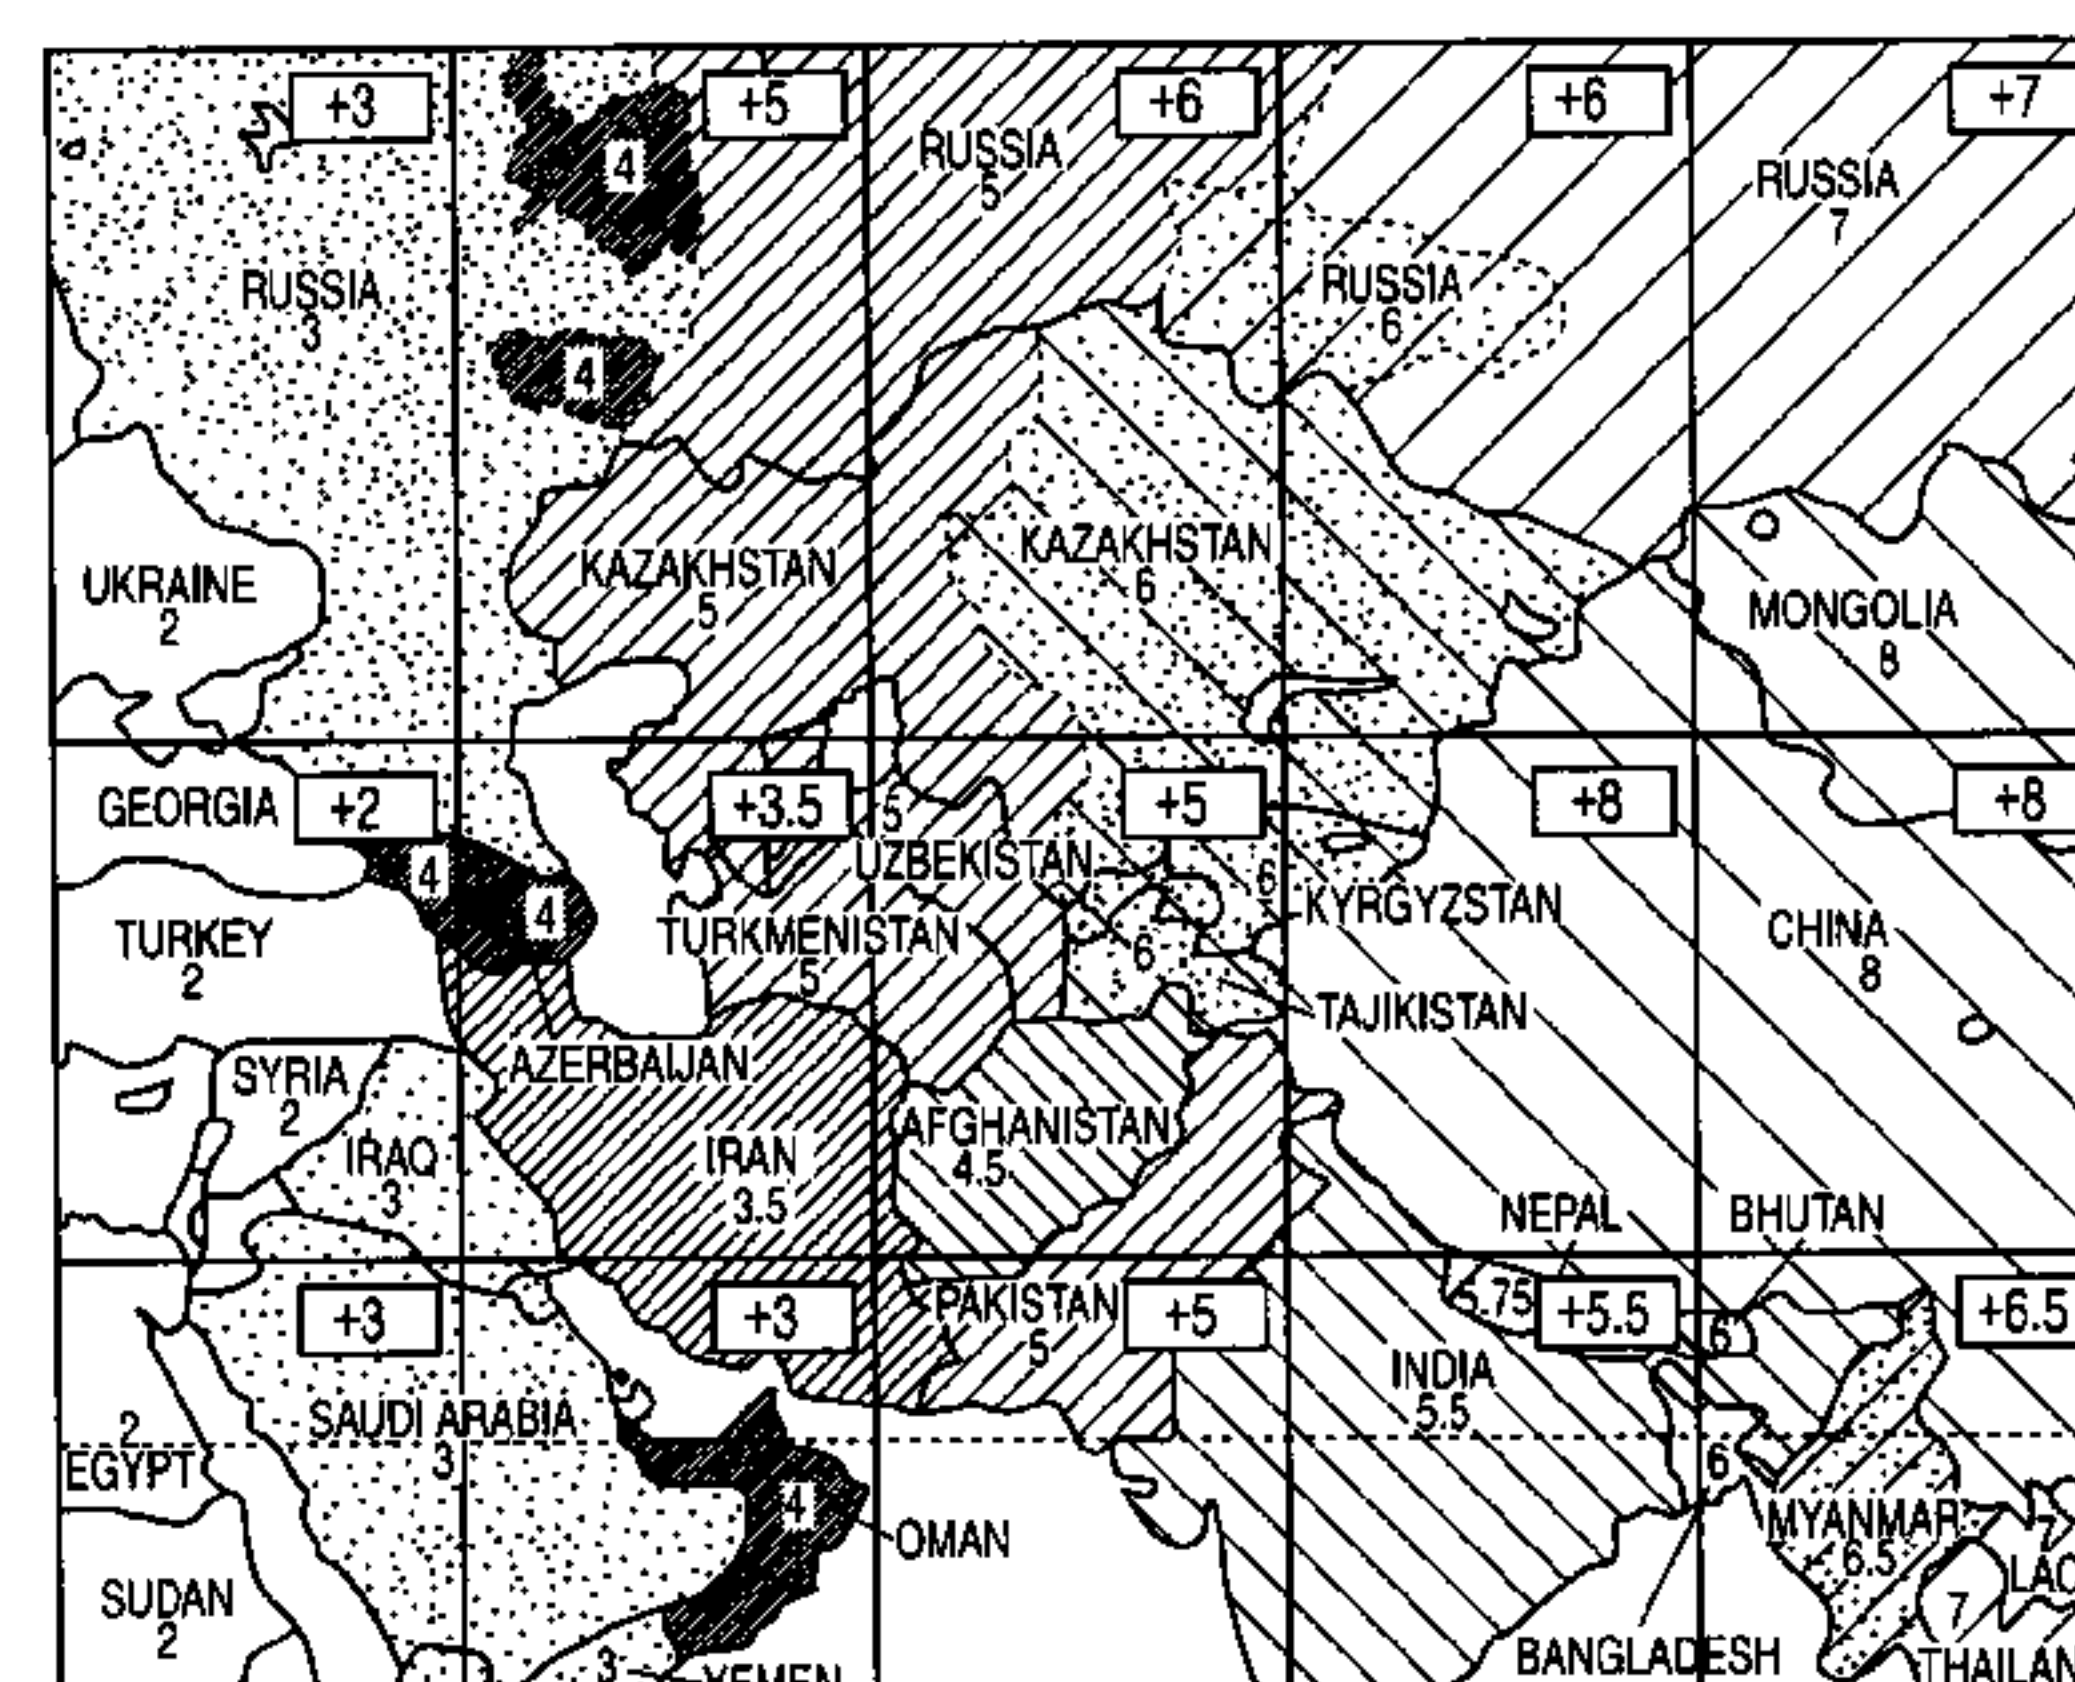 +3
+5
+6
+6
+7
4
RUSSIA
5
RUSSIA
7
RUSSIA
3
RUSSIA
6
4
UKRAINE
2
KAZAKHSTAN
5
KAZAKHSTAN
6
MONGOLIA
8
GEORGIA
+2
+3.5
5
+5
+8
+8
4
UZBEKISTAN
6
KYRGYZSTAN
4
TURKEY
2
TURKMENISTAN
5
6
CHINA
8
TAJIKISTAN
SYRIA
2
AZERBAIJAN
IRAQ
3
IRAN
3.5
AFGHANISTAN
4.5
NEPAL
BHUTAN
+3
+3
PAKISTAN
5
+5
5.75
+5.5
6
+6.5
INDIA
5.5
2
EGYPT
SAUDI ARABIA
3
6
4
OMAN
MYANMAR
6.5
7
LAO
SUDAN
2
7
3
YEMEN
BANGLADESH
THAILAN